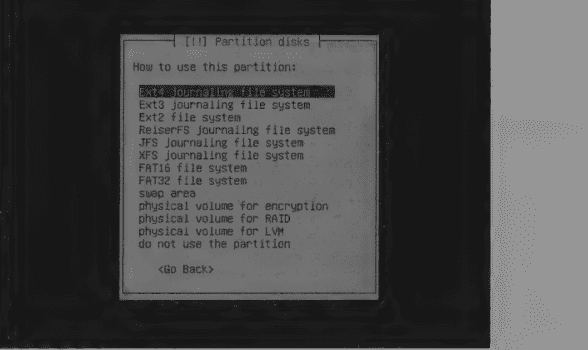 [!!] Partition disks
How to use this partition:
Ext4 journaling file system
Ext3 journaling file system
Ext2 file system
ReiserFS journaling file system
JFS journaling file system
XFS journaling file system
FAT16 file system
FAT32 file system
swap area
physical volume for encryption
physical volume for RAID
physical volume for LVM
do not use the partition
<Go Back>